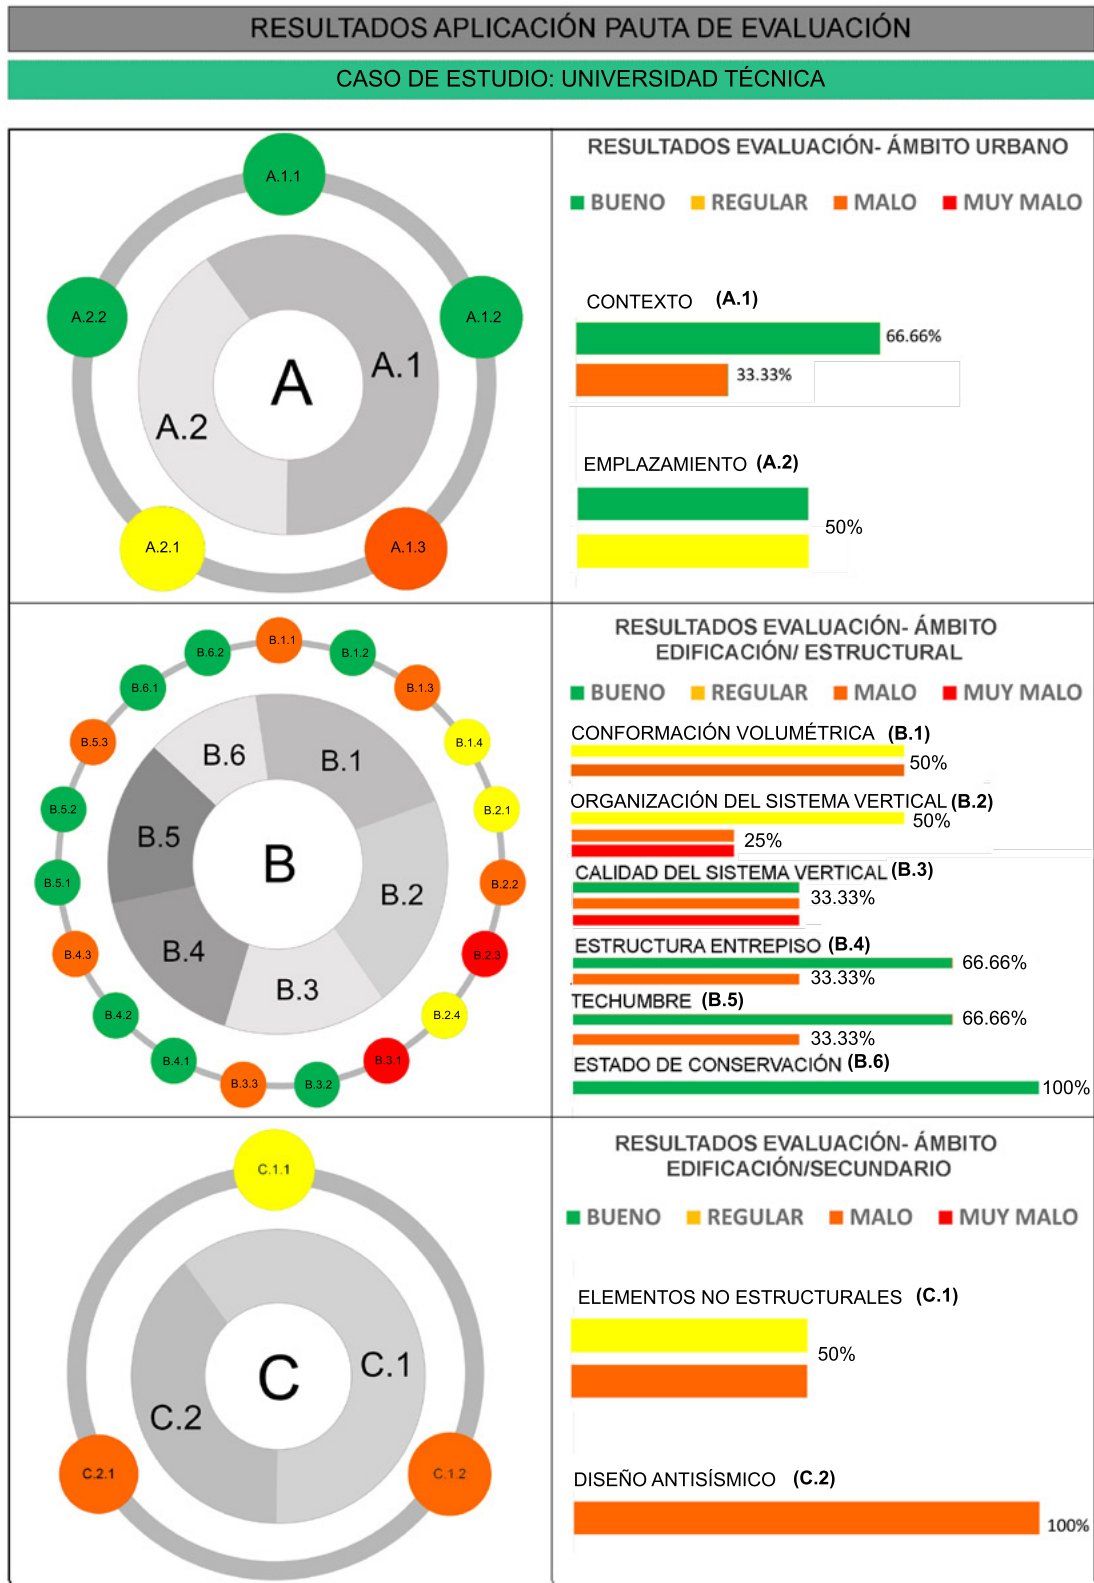 RESULTADOS APLICACIÓN PAUTA DE EVALUACIÓN
CASO DE ESTUDIO: UNIVERSIDAD TÉCNICA
A.1.1
A.2.2
A.1.2
A.1
A
A.2
A.2.1
A.1.3
RESULTADOS EVALUACIÓN- ÁMBITO URBANO
BUENO REGULAR MALO MUY MALO
CONTEXTO (A.1)
66.66%
33.33%
EMPLAZAMIENTO (A.2)
50%
B.1.1
B.6.2
B.1.2
B.6.1
B.1.3
B.5.3
B.1.4
B.6
B.1
B.5.2
B.2.1
B.5
B
B.5.1
B.2.2
B.2
B.4
B.4.3
B.2.3
B.3
B.4.2
B.2.4
B.4.1
B.3.1
B.3.3
B.3.2
RESULTADOS EVALUACIÓN- ÁMBITO
EDIFICACIÓN/ ESTRUCTURAL
BUENO REGULAR MALO MUY MALO
CONFORMACIÓN VOLUMÉTRICA (B.1)
50%
ORGANIZACIÓN DEL SISTEMA VERTICAL (B.2)
50%
25%
CALIDAD DEL SISTEMA VERTICAL (B.3)
33.33%
ESTRUCTURA ENTREPISO (B.4)
66.66%
33.33%
TECHUMBRE (B.5)
66.66%
33.33%
ESTADO DE CONSERVACIÓN (B.6)
100%
C.1.1
C.1
C
C.2
C.2.1
C.1.2
RESULTADOS EVALUACIÓN- ÁMBITO
EDIFICACIÓN/SECUNDARIO
BUENO REGULAR MALO MUY MALO
ELEMENTOS NO ESTRUCTURALES (C.1)
50%
DISEÑO ANTISÍSMICO (C.2)
100%